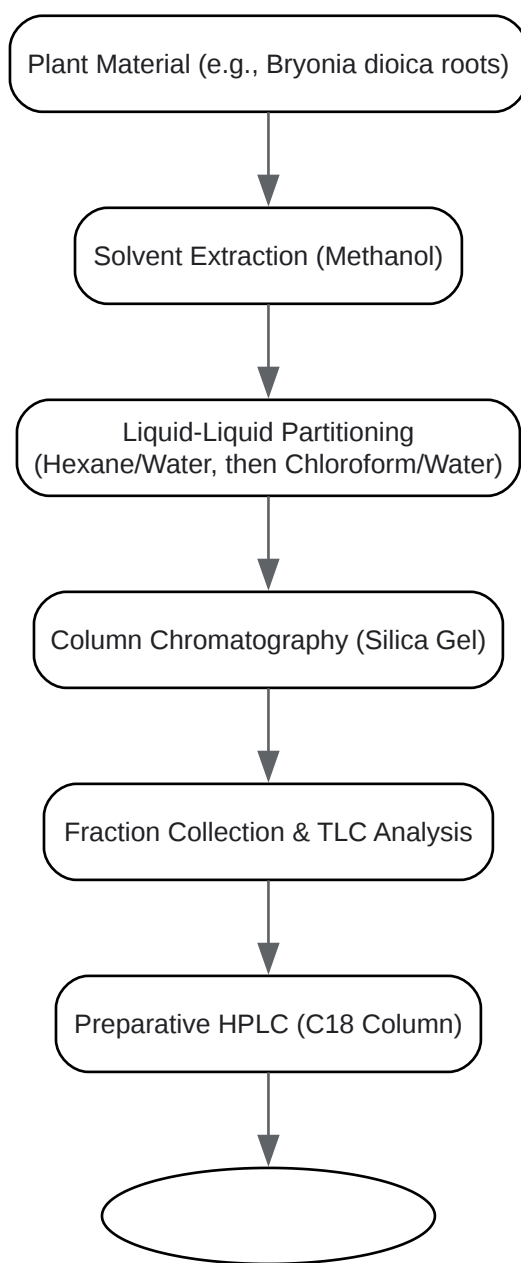 Plant Material (e.g., Bryonia dioica roots)
Solvent Extraction (Methanol)
Liquid-Liquid Partitioning
(Hexane/Water, then Chloroform/Water)
Column Chromatography (Silica Gel)
Fraction Collection & TLC Analysis
Preparative HPLC (C18 Column)